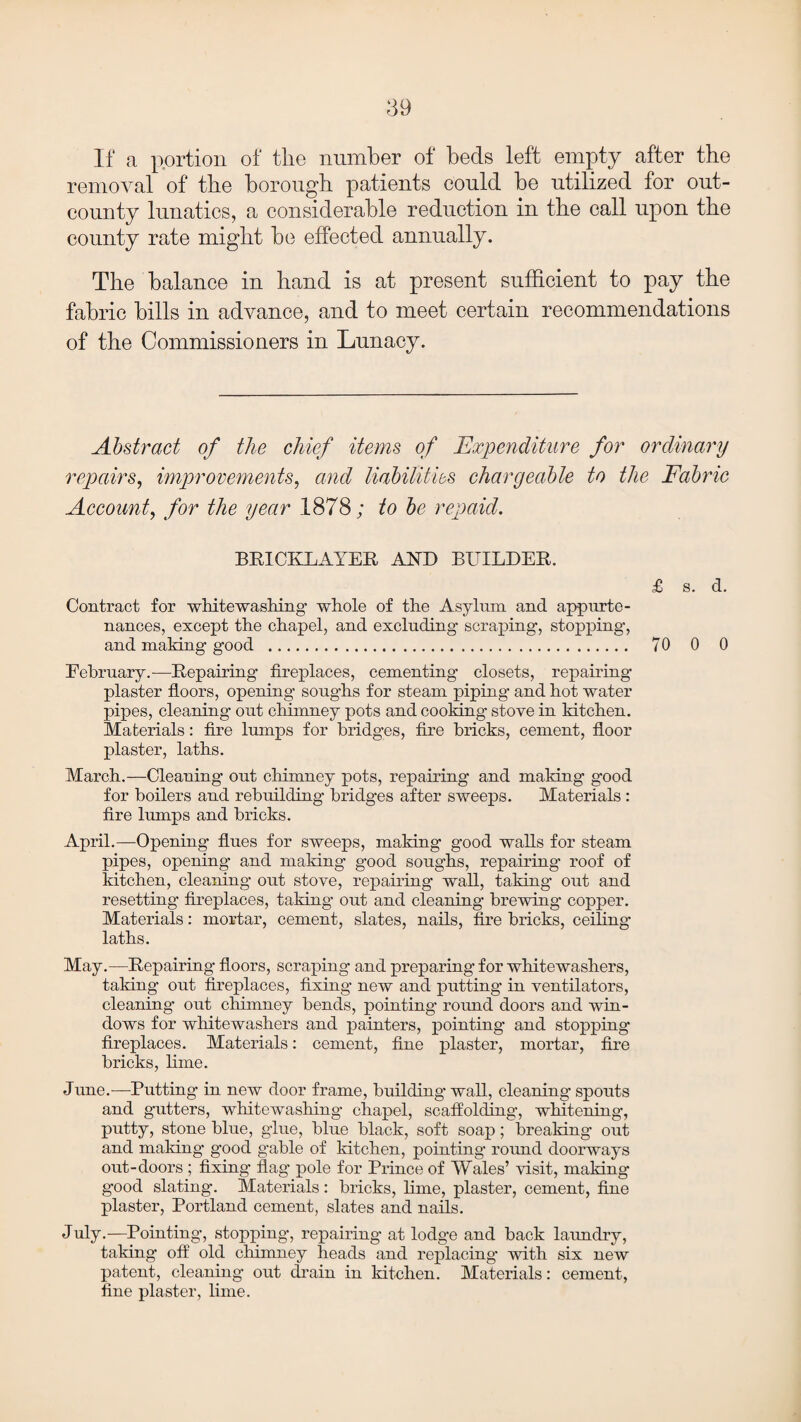 39
If a portion of the number of beds left empty after the
removal of the borough patients could be utilized for out-
county lunatics, a considerable reduction in the call upon the
county rate might be effected annually.
The balance in hand is at present sufficient to pay the
fabric bills in advance, and to meet certain recommendations
of the Commissioners in Lunacy.
Abstract of the chief items of Expenditure for ordinary
repairs, improvements, and liabilities chargeable to the Fabric
Account, for the year 1878; to be repaid.
BRICKLAYER AND BUILDER.
£ s. d.
Contract for whitewashing whole of the Asylum and appurte-
nances, except the chapel, and excluding scraping, stopping,
and making good ........................................ 70 0 0
February.—Repairing fireplaces, cementing closets, repairing
plaster floors, opening soughs for steam piping and hot water
pipes, cleaning out chimney pots and cooking stove in kitchen.
Materials: fire lumps for bridges, fire bricks, cement, floor
plaster, laths.
March.—Cleaning out chimney pots, repairing and making good
for boilers and rebuilding bridges after sweeps. Materials:
fire lumps and bricks.
April.—Opening flues for sweeps, making good walls for steam
pipes, opening and making good soughs, repairing roof of
kitchen, cleaning out stove, repairing wall, taking out and
resetting fireplaces, taking out and cleaning brewing copper.
Materials: mortar, cement, slates, nails, fire bricks, ceiling
laths.
May.—Repairing floors, scraping and preparing for whitewashers,
taking out fireplaces, fixing new and putting in ventilators,
cleaning out chimney bends, pointing round doors and win-
dows for whitewashers and painters, pointing and stopping
fireplaces. Materials: cement, fine plaster, mortar, fire
bricks, lime.
June.—Putting in new door frame, building wall, cleaning spouts
and gutters, whitewashing chapel, scaffolding, whitening,
putty, stone blue, glue, blue black, soft soap; breaking out
and making good gable of kitchen, pointing round doorways
out-doors; fixing flag pole for Prince of Wales’ visit, making
good slating. Materials: bricks, lime, plaster, cement, fine
plaster, Portland cement, slates and nails.
July.—Pointing, stopping, repairing at lodge and back laundry,
taking off old chimney heads and replacing with six new
patent, cleaning out drain in kitchen. Materials: cement,
fine plaster, lime.